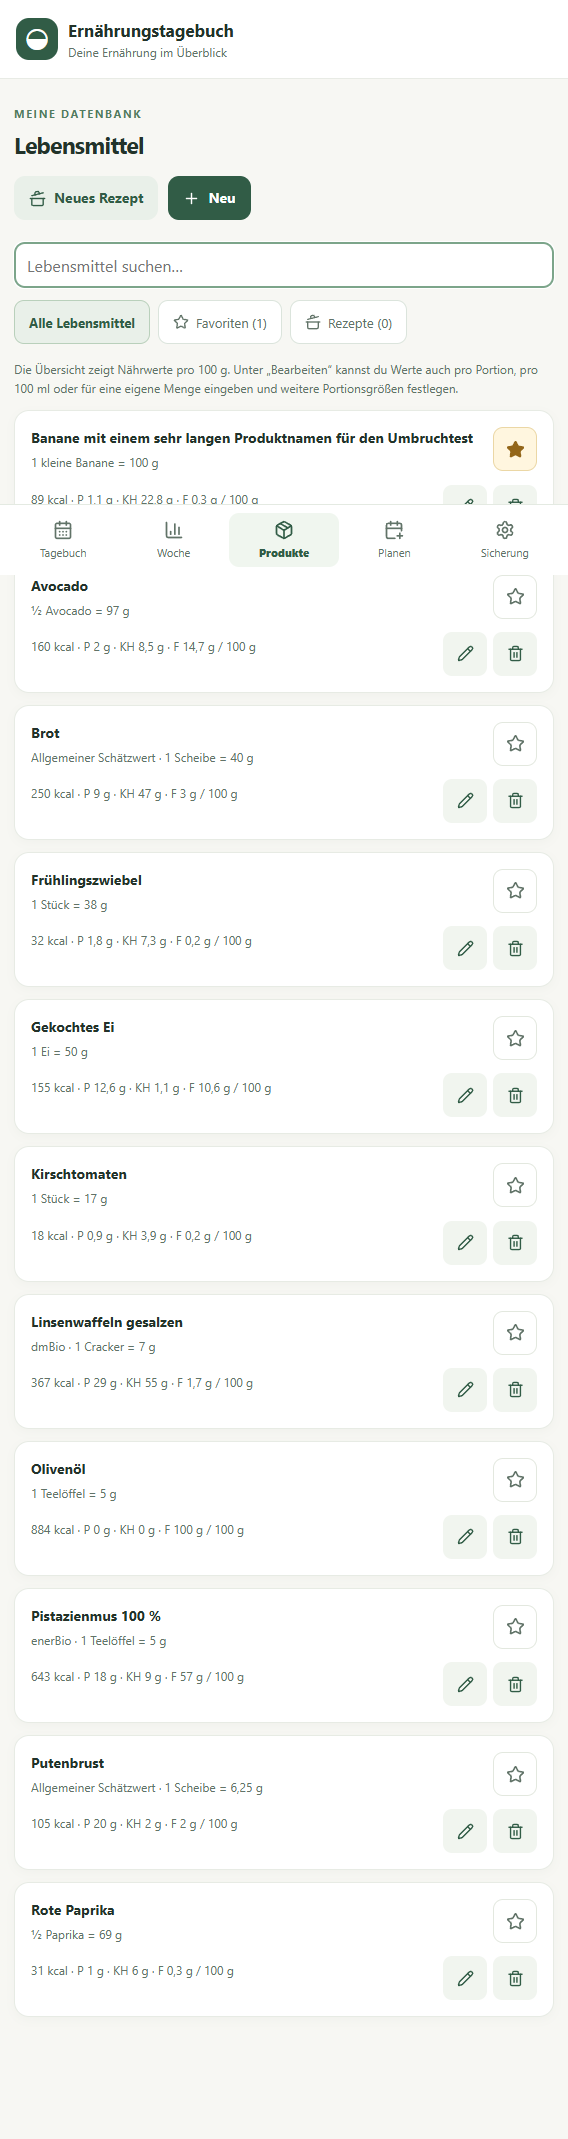 Ernährungstagebuch
Deine Ernährung im Überblick
MEINE DATENBANK
Lebensmittel
Neues Rezept
Neu
Lebensmittel suchen...
Alle Lebensmittel
Favoriten (1)
Rezepte (0)
Die Übersicht zeigt Nährwerte pro 100 g. Unter „Bearbeiten“ kannst du Werte auch pro Portion, pro
100 ml oder für eine eigene Menge eingeben und weitere Portionsgrößen festlegen.
Banane mit einem sehr langen Produktnamen für den Umbruchtest
1 kleine Banane = 100 g
89 kcal · P 1,1 g · KH 22,8 g · F 0,3 g / 100 g
Tagebuch
Woche
Produkte
Planen
Sicherung
Avocado
½ Avocado = 97 g
160 kcal · P 2 g · KH 8,5 g · F 14,7 g / 100 g
Brot
Allgemeiner Schätzwert · 1 Scheibe = 40 g
250 kcal · P 9 g · KH 47 g · F 3 g / 100 g
Frühlingszwiebel
1 Stück = 38 g
32 kcal · P 1,8 g · KH 7,3 g · F 0,2 g / 100 g
Gekochtes Ei
1 Ei = 50 g
155 kcal · P 12,6 g · KH 1,1 g · F 10,6 g / 100 g
Kirschtomaten
1 Stück = 17 g
18 kcal · P 0,9 g · KH 3,9 g · F 0,2 g / 100 g
Linsenwaffeln gesalzen
dmBio · 1 Cracker = 7 g
367 kcal · P 29 g · KH 55 g · F 1,7 g / 100 g
Olivenöl
1 Teelöffel = 5 g
884 kcal · P 0 g · KH 0 g · F 100 g / 100 g
Pistazienmus 100 %
enerBio · 1 Teelöffel = 5 g
643 kcal · P 18 g · KH 9 g · F 57 g / 100 g
Putenbrust
Allgemeiner Schätzwert · 1 Scheibe = 6,25 g
105 kcal · P 20 g · KH 2 g · F 2 g / 100 g
Rote Paprika
½ Paprika = 69 g
31 kcal · P 1 g · KH 6 g · F 0,3 g / 100 g